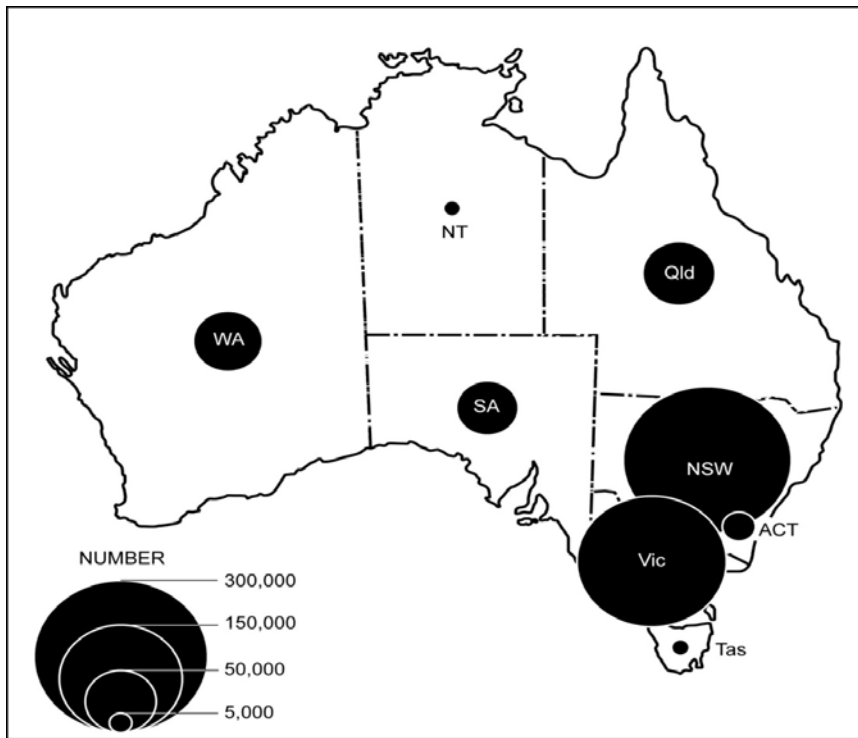 NT
Qld
WA
SA
NSW
ACT
Vic
Tas
NUMBER
300,000
150,000
50,000
5,000